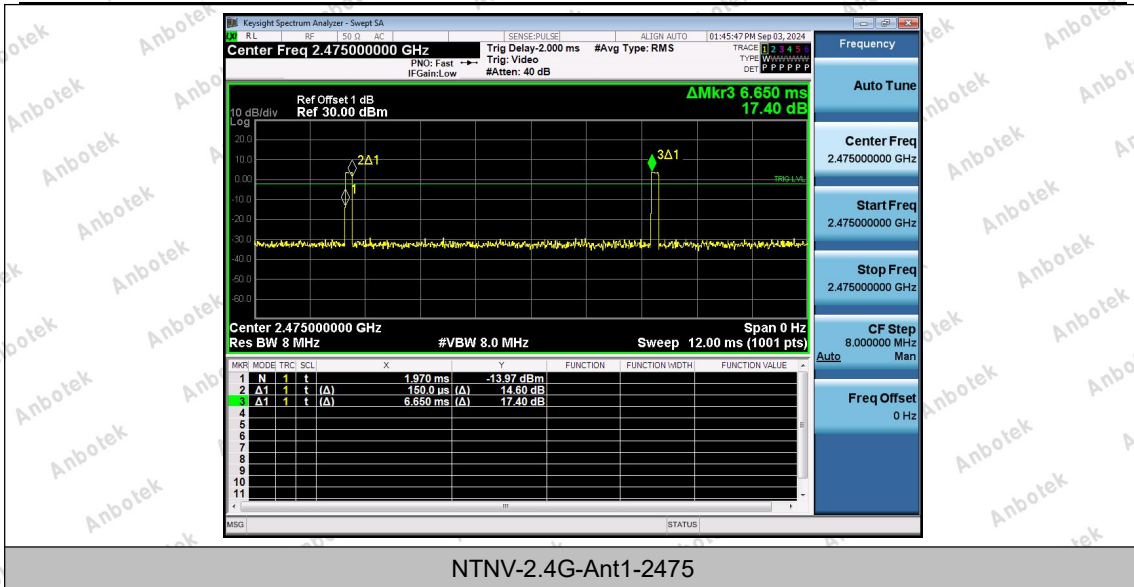 Keysight Spectrum Analyzer - Swept SA
RL RF 50 Ω AC SENSE:PULSE ALIGN AUTO 01:45:47 PM Sep 03, 2024
Center Freq 2.475000000 GHz
PNO: Fast
IFGain:Low
Trig Delay-2.000 ms
Trig: Video
#Atten: 40 dB
#Avg Type: RMS
TRACE 1 2 3 4 5 6
TYPE WWWWWW
DET P P P P P P
Ref Offset 1 dB
Ref 30.00 dBm
ΔMkr3 6.650 ms
17.40 dB
10 dB/div
Log
20.0
10.0
0.00
-10.0
-20.0
-30.0
-40.0
-50.0
-60.0
2Δ1
1
3Δ1
TRIG LVL
Center 2.475000000 GHz
Span 0 Hz
Res BW 8 MHz
#VBW 8.0 MHz
Sweep 12.00 ms (1001 pts)
MKR MODE TRC SCL X Y FUNCTION FUNCTION WIDTH FUNCTION VALUE
1 N 1 t 1.970 ms -13.97 dBm
2 Δ1 1 t (Δ) 150.0 µs (Δ) 14.60 dB
3 Δ1 1 t (Δ) 6.650 ms (Δ) 17.40 dB
4
5
6
7
8
9
10
11
MSG
STATUS
Frequency
Auto Tune
Center Freq
2.475000000 GHz
Start Freq
2.475000000 GHz
Stop Freq
2.475000000 GHz
CF Step
8.000000 MHz
Auto Man
Freq Offset
0 Hz
NTNV-2.4G-Ant1-2475
Anbotek